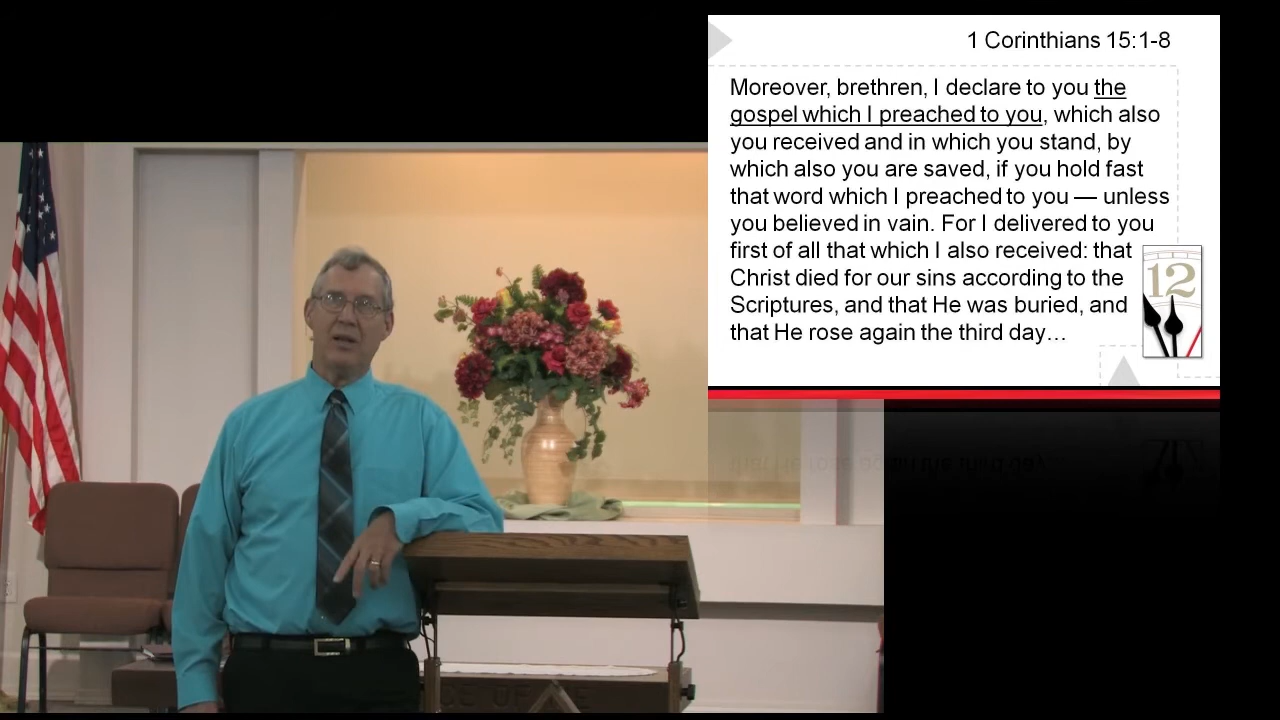 1 Corinthians 15:1-8
Moreover, brethren, I declare to you the
gospel which I preached to you, which also
you received and in which you stand, by
which also you are saved, if you hold fast
that word which I preached to you — unless
you believed in vain. For I delivered to you
first of all that which I also received: that
Christ died for our sins according to the
Scriptures, and that He was buried, and
that He rose again the third day…
12
OF